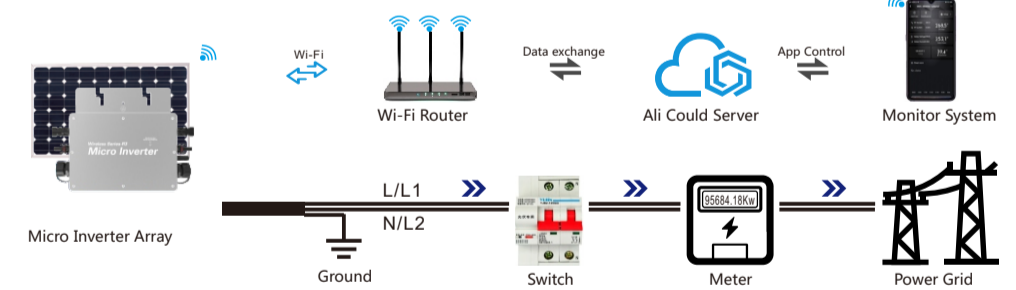 Wi-Fi
Data exchange
App Control
Wi-Fi Router
Ali Could Server
Monitor System
Micro Inverter
L/L1
N/L2
95684.18Kw
Micro Inverter Array
Ground
Switch
Meter
Power Grid